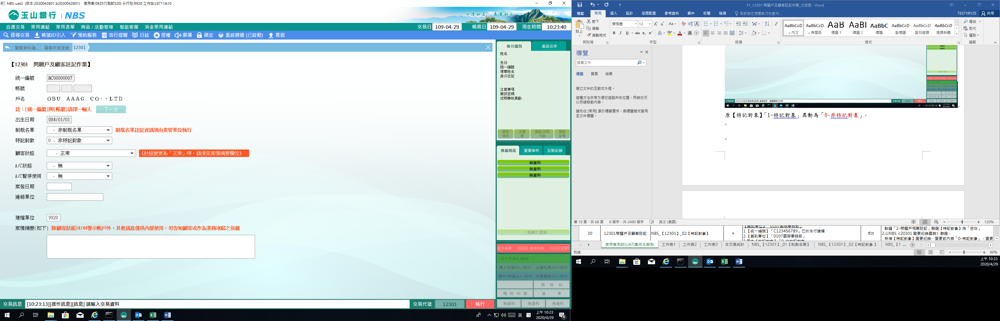 NBS-uat2 (版本:2020042801.b2020042801) 使用者:08257(測試520) 分行別:9920 工作站:L9711A10
玉山銀行 | NBS
心清如玉，義重如山。
自選交易 常用連結 常用表單 商品/活動管理 智能客服 消金常用連結
交易日 109-04-29 帳務日 109-04-29 現在時間 10:23:40
搜尋交易 帳號ID引入 預約服務 蒞行提醒 日誌 授權 廣播 鎖定 重啟週邊 (已啟動) 簽退
顧客資料建.. 顧客狀態登錄 12301
【12301 問題戶及顧客註記作業】
統一編號 &C00000007
帳號
戶名 OBU AAAG CO.,LTD
註：[統一編號]與[帳號]請擇一輸入 下一步
出生日期 084/01/01
制裁名單 - 非制裁名單 制裁名單註記資訊須由業管單位執行
特記對象 0 - 非特記對象
顧客狀態 - 正常 《狀態變更為「正常」時，請清空案情摘要欄位》
A/C狀態 - 無
A/C暫停使用 - 無
案發日期
通報單位
建檔單位 9920
案情摘要(如下) 除顧客狀態34/44警示帳戶外，其他訊息僅供內部使用，勿告知顧客或作為業務准駁之依據
交易訊息 [10:23:13][操作訊息][訊息] 請輸入交易資料 交易代號 12301 執行
身分識別 產品往來
姓名
生日
統一編號
理專姓名
身分註記
注意事項
簡訊密碼
近期事故異動
顧客資訊 手續費 通路/共同行銷 顧客影像
推薦商品 重要事件 互動記錄
無資料
無資料
無資料
一般轉介登錄
服務號碼： 0000 等候時間： 00分00秒
ＶＩＰ:0人 00分
個人交易:0人 00分 企業交易:0人 00分
開戶/申請:0人 00分 外匯業務:0人 00分
再 呼 叫
預 約 叫 號 結 束
無資料 無資料 無資料
英 上午 10:23
2020/4/29 4
F1_12301 問題戶及顧客註記作業_尤淑姬 - Word
檔案 常用 插入 設計 版面配置 參考資料 郵件 校閱 檢視 告訴我您想要執行的動作... TEST19125 共用
貼上 剪下 複製 複製格式
標楷體 12
AaBbCcD AaBbCcD AaB AaBl AaBbC AaBbCcD AaBbCcD AaBbCcD
內文 無間距 標題 1 標題 2 標題 副標題 區別強調 強調斜體
尋找 取代 選取
剪貼簿 字型 段落 樣式 編輯
導覽
搜尋文件
標題 頁面 結果
建立文件的互動式外框。
這種方法非常方便您追蹤所在位置，同時也可以快速移動內容。
請先從 [常用] 索引標籤著手，將標題樣式套用至文件標題。
原【特記對象】「1-特記對象」異動為「0-非特記對象」
第 10 頁，共 68 頁 6 個字，共 2490 個字 英文 (美國) 120%
30 12301問題戶及顧客註記 NBS_【12301】_02【特記對象】 4
【簽到單位】「0107國際事務部」
1.【統一編號】「C123456789」已於本行建檔
2.【簽到單位】「0107國際事務部」
成功
點選「2-問題戶相關註記」驗證【特記對象】為「空白」
2.以NBS《20301 變更紀錄查詢》驗證，
新增【特記對象】變更紀錄，變更前內容「0-特記對象」，變更
使用者測試(UAT)案例＆報告 工作表1 工作表2 工作表3 本交易統計 NBS_【12301】_01【制裁名單】 NBS_【12301】_02【特記對象 】 NBS_【1 ...
就緒 80%
上午 10:23
2020/4/29